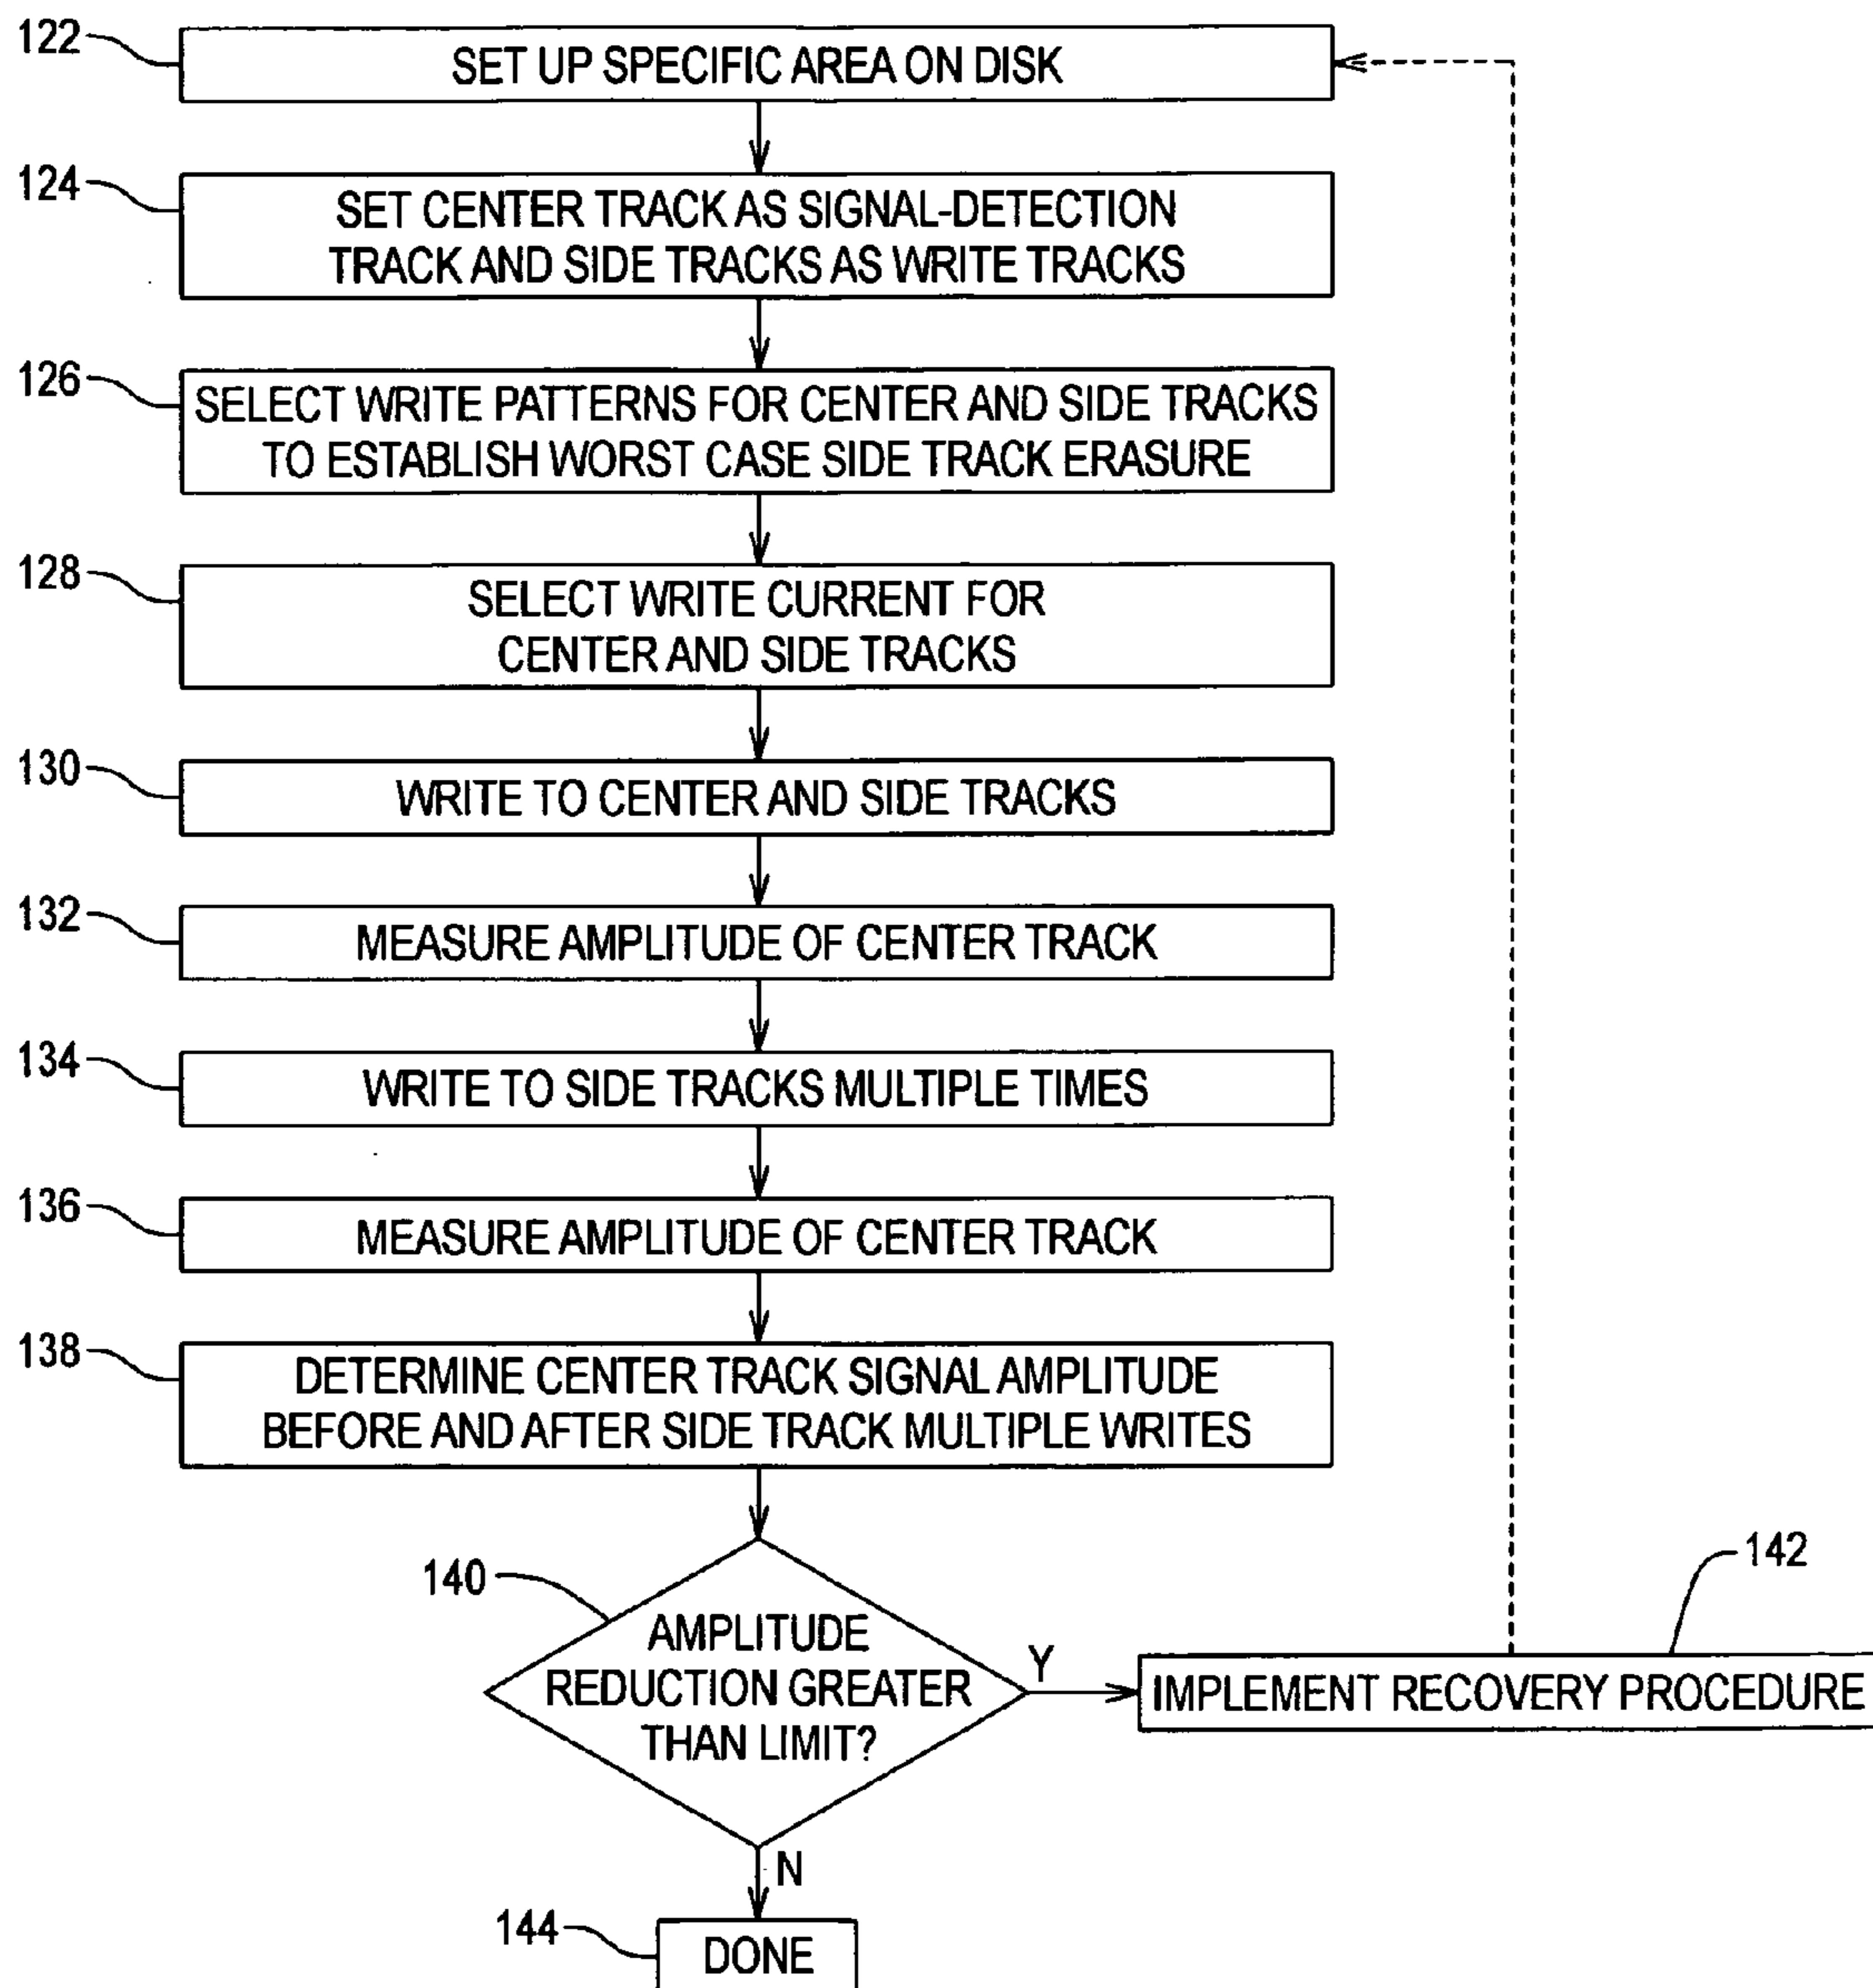 122
SET UP SPECIFIC AREA ON DISK
124
SET CENTER TRACK AS SIGNAL-DETECTION
TRACK AND SIDE TRACKS AS WRITE TRACKS
126
SELECT WRITE PATTERNS FOR CENTER AND SIDE TRACKS
TO ESTABLISH WORST CASE SIDE TRACK ERASURE
128
SELECT WRITE CURRENT FOR
CENTER AND SIDE TRACKS
130
WRITE TO CENTER AND SIDE TRACKS
132
MEASURE AMPLITUDE OF CENTER TRACK
134
WRITE TO SIDE TRACKS MULTIPLE TIMES
136
MEASURE AMPLITUDE OF CENTER TRACK
138
DETERMINE CENTER TRACK SIGNAL AMPLITUDE
BEFORE AND AFTER SIDE TRACK MULTIPLE WRITES
140
AMPLITUDE
REDUCTION GREATER
THAN LIMIT?
Y
142
IMPLEMENT RECOVERY PROCEDURE
N
144
DONE